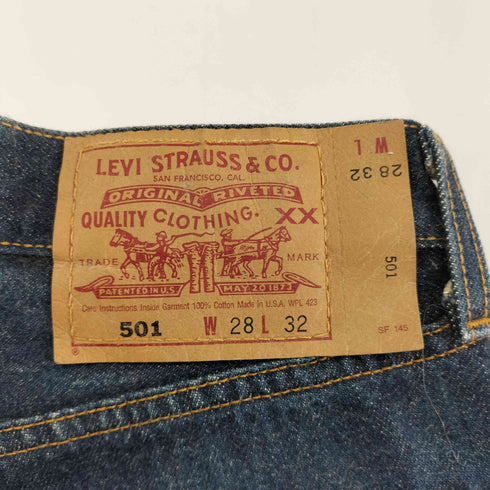 LEVI STRAUSS & CO.
SAN FRANCISCO, CAL.
ORIGINAL RIVETED
QUALITY CLOTHING. XX
TRADE MARK
PATENTED IN U.S. MAY 20 1873
Care Instructions Inside Garment 100% Cotton Made in U.S.A. WPL 423
501 W 28 L 32
®
W L
28 32
501
SF 145